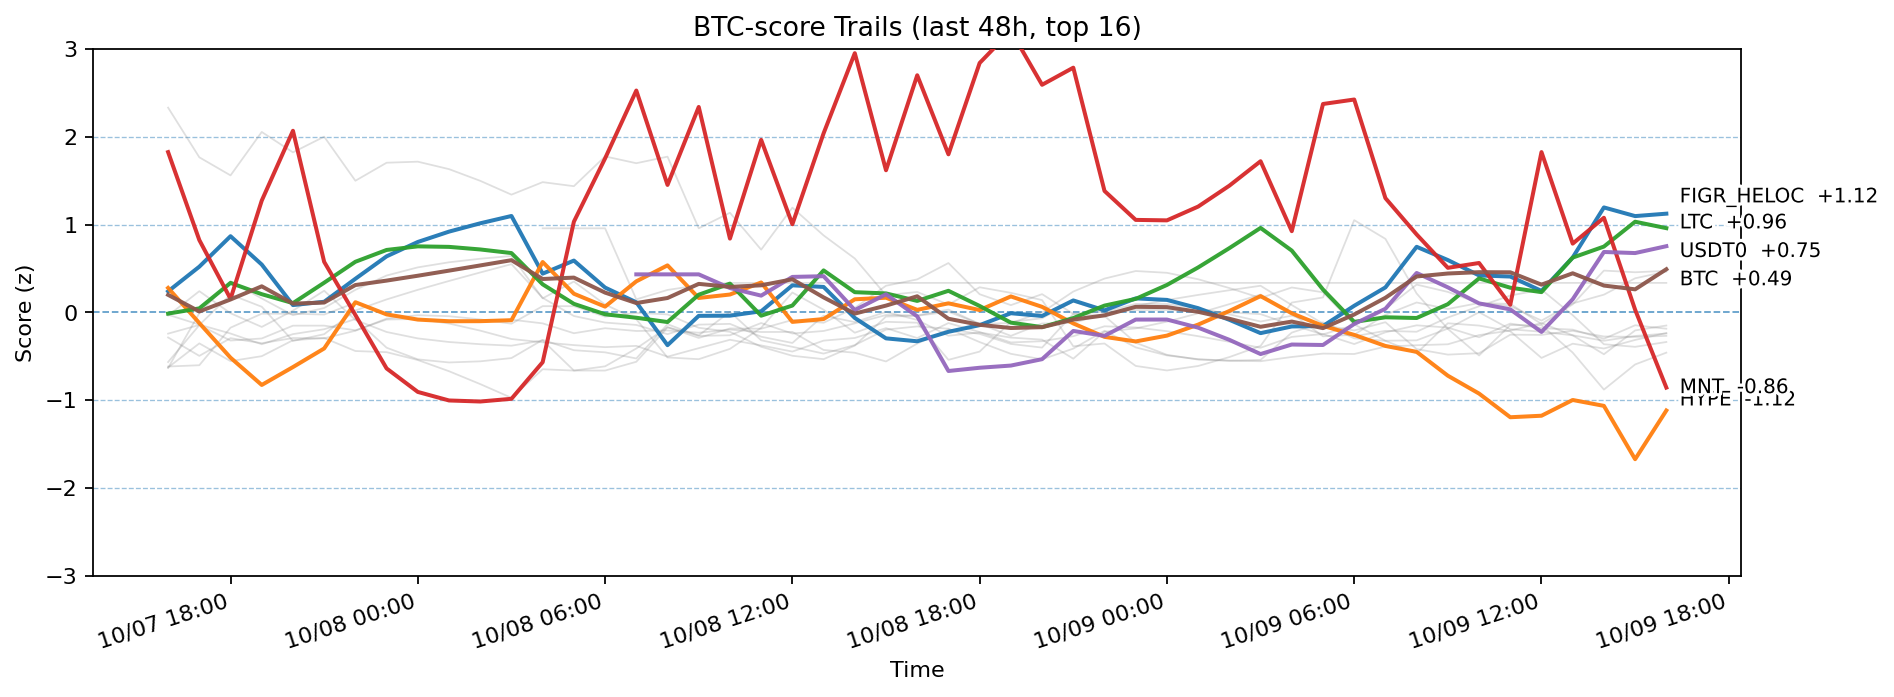 BTC-score Trails (last 48h, top 16)
3
2
1
0
−1
−2
−3
Score (z)
FIGR_HELOC +1.12
LTC +0.96
USDT0 +0.75
BTC +0.49
MNT -0.86
HYPE -1.12
10/07 18:00
10/08 00:00
10/08 06:00
10/08 12:00
10/08 18:00
10/09 00:00
10/09 06:00
10/09 12:00
10/09 18:00
Time